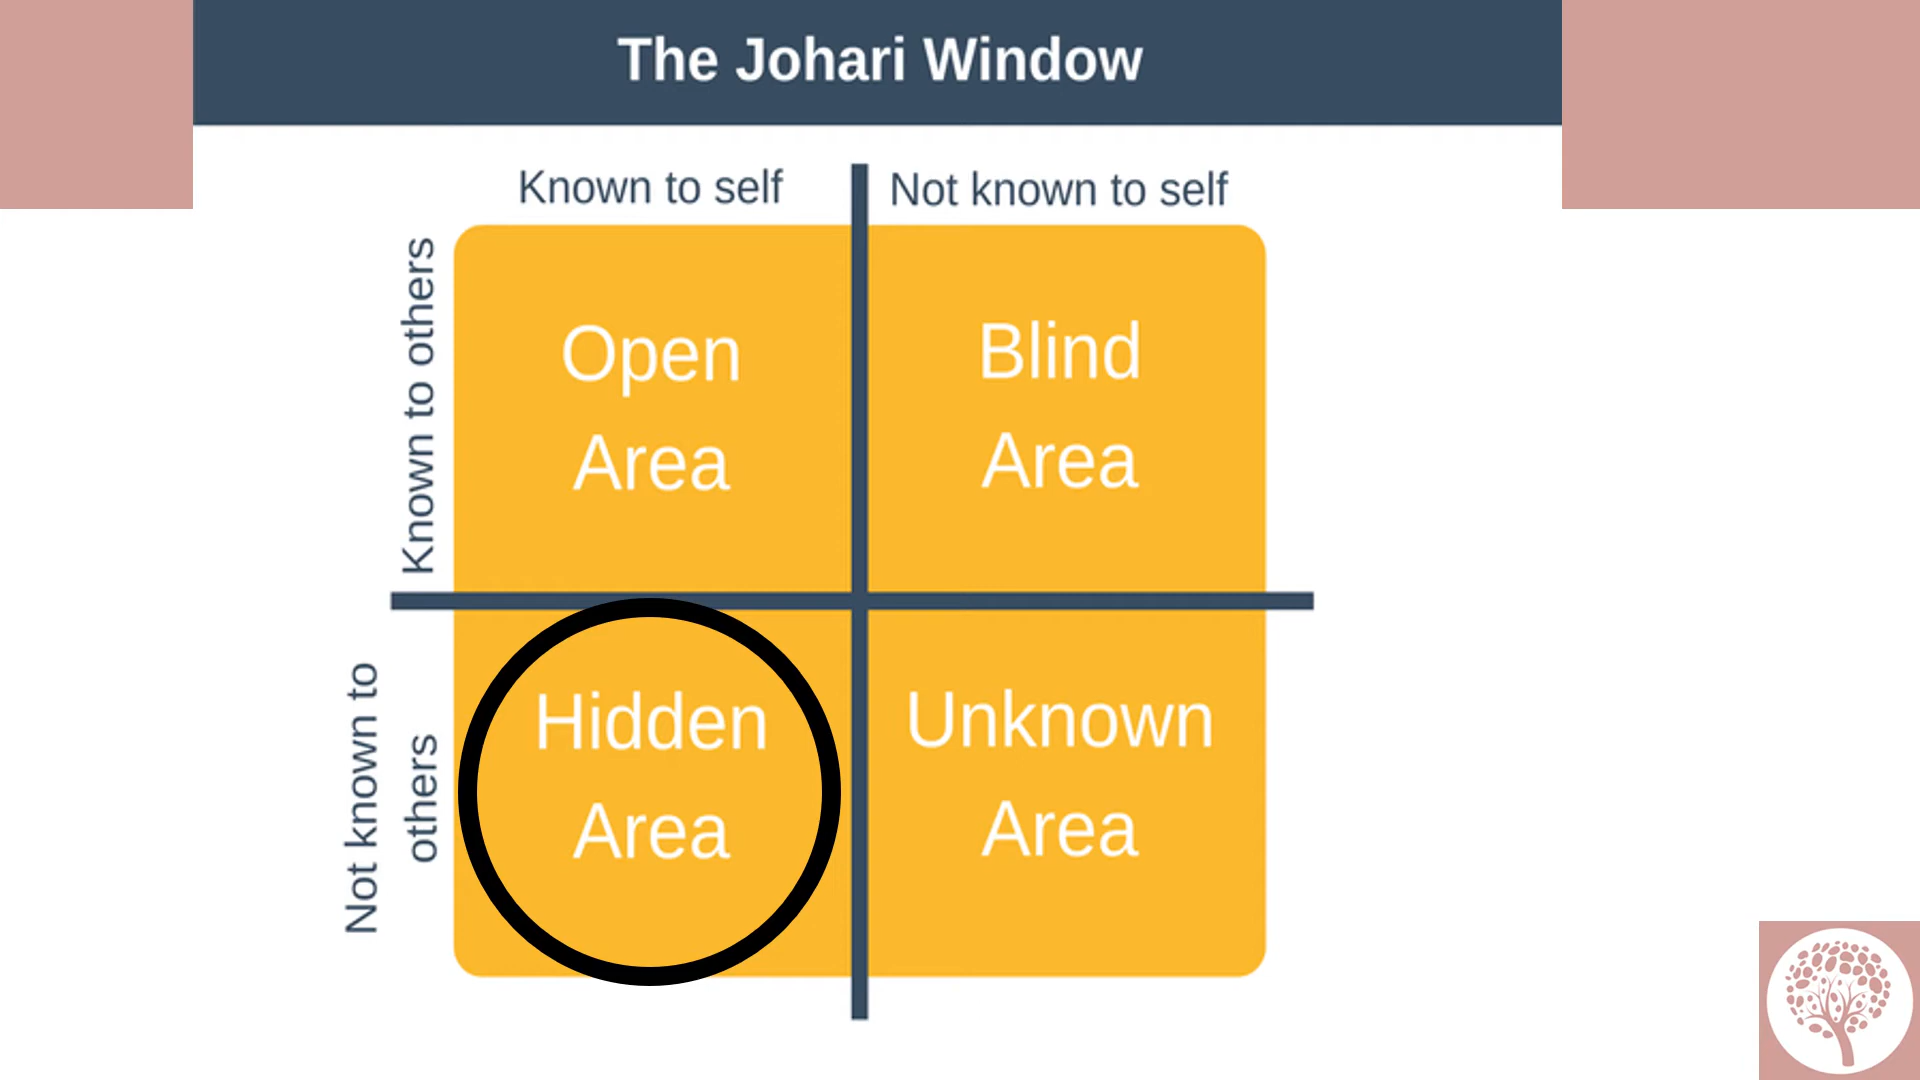 The Johari Window
Known to self
Not known to self
Known to others
Open
Area
Blind
Area
Not known to
others
Hidden
Area
Unknown
Area